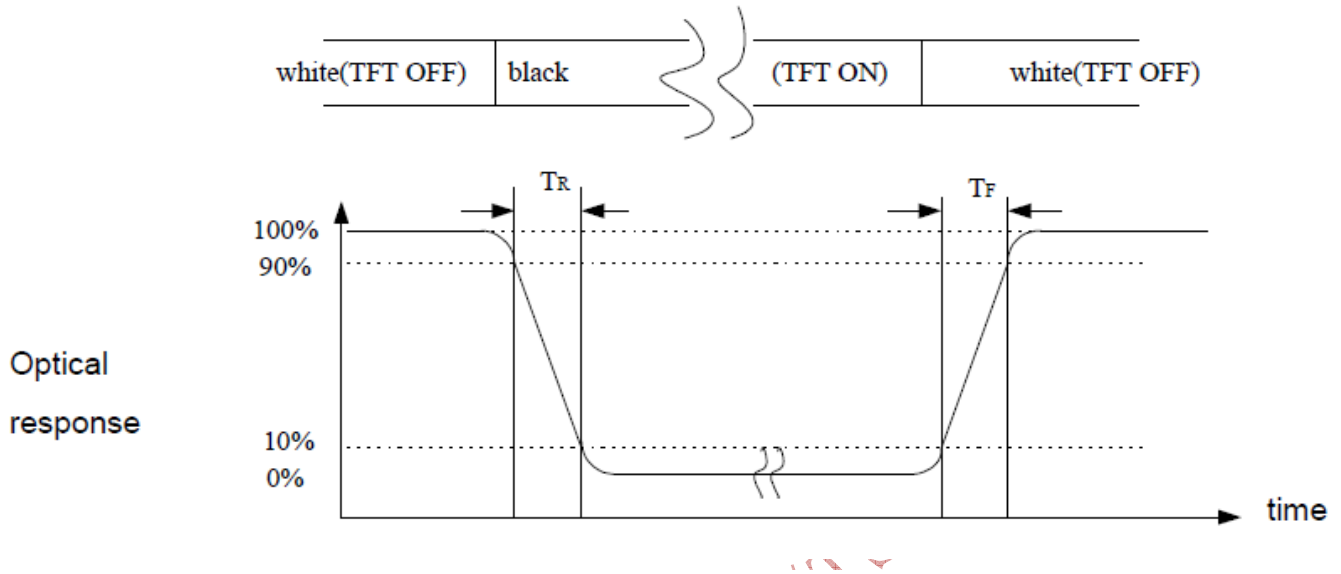 white(TFT OFF) black (TFT ON) white(TFT OFF)
TR TF
100%
90%
Optical
response
10%
0%
time